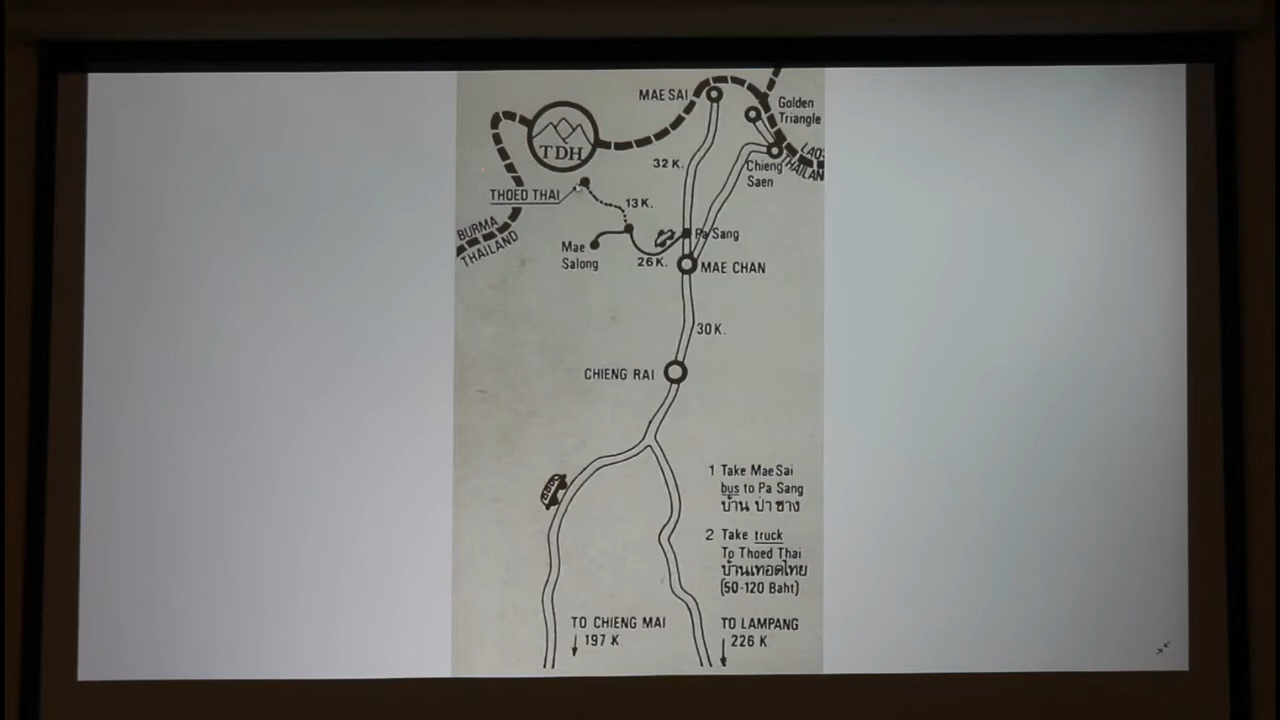 MAE SAI
Golden
Triangle
TDH
LAOS
THAILAN
32 K.
Chieng
Saen
THOED THAI
13 K.
BURMA
THAILAND
Pa Sang
Mae
Salong
26 K.
MAE CHAN
30 K.
CHIENG RAI
1 Take Mae Sai
bus to Pa Sang
บ้าน ป่า ซาง
2 Take truck
To Thoed Thai
บ้านเทอดไทย
(50-120 Baht)
TO CHIENG MAI
197 K
TO LAMPANG
226 K.